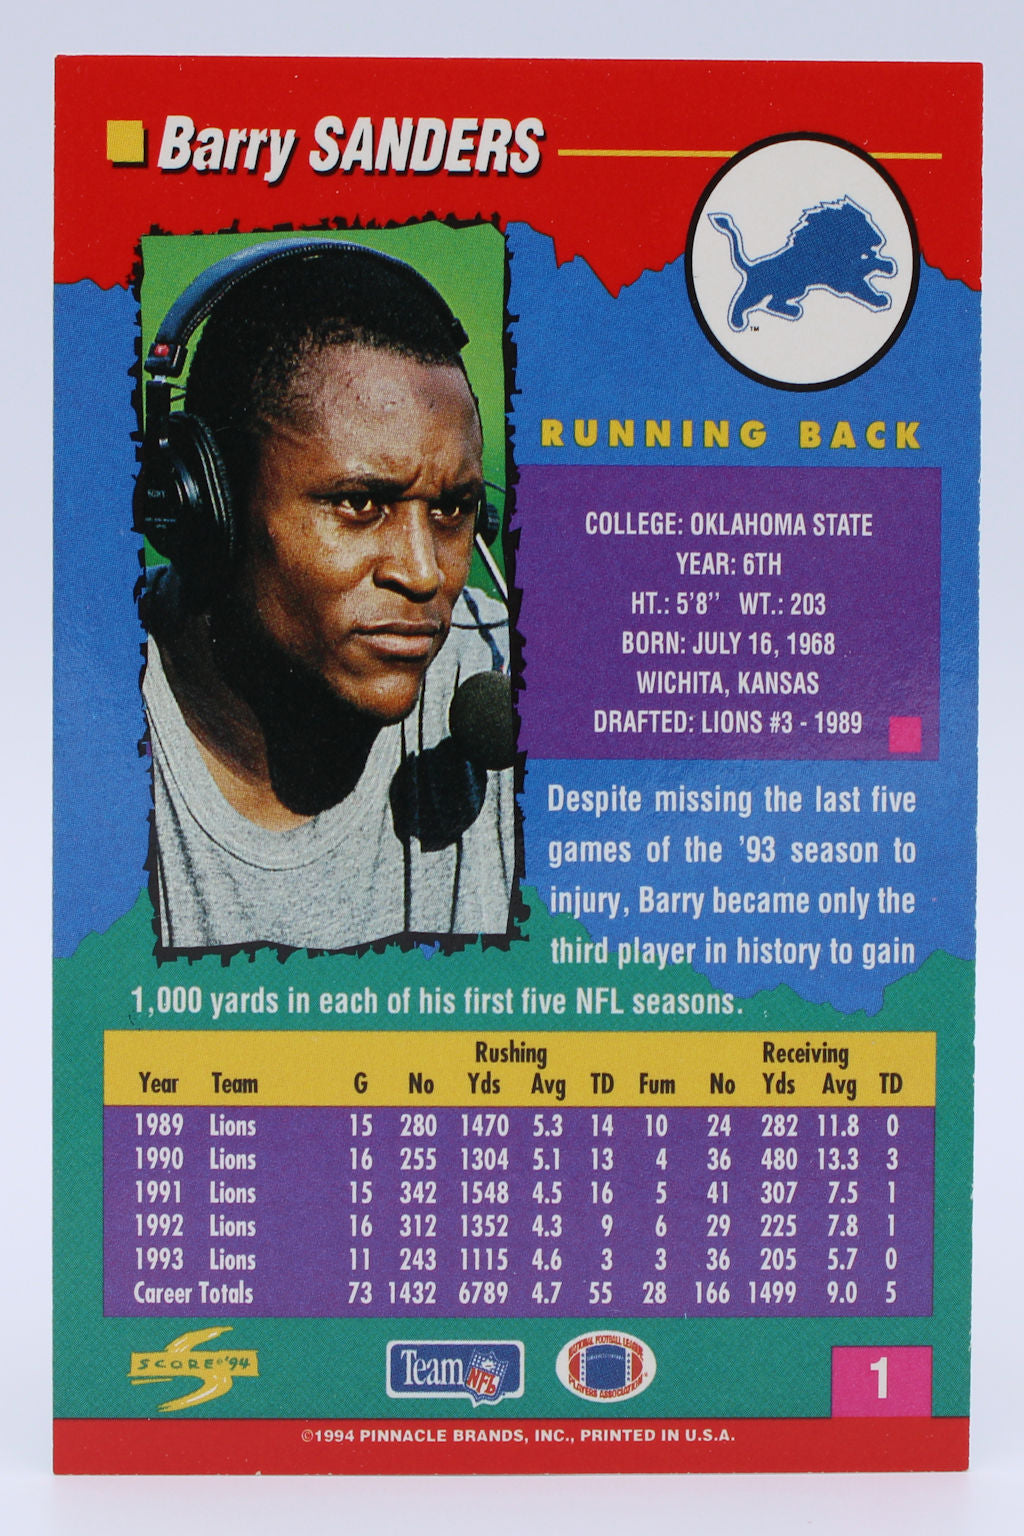 Barry SANDERS
TM
RUNNING BACK
COLLEGE: OKLAHOMA STATE
YEAR: 6TH
HT.: 5'8" WT.: 203
BORN: JULY 16, 1968
WICHITA, KANSAS
DRAFTED: LIONS #3 - 1989
SONY
Despite missing the last five
games of the '93 season to
injury, Barry became only the
third player in history to gain
1,000 yards in each of his first five NFL seasons.
Rushing Receiving
Year Team G No Yds Avg TD Fum No Yds Avg TD
1989 Lions 15 280 1470 5.3 14 10 24 282 11.8 0
1990 Lions 16 255 1304 5.1 13 4 36 480 13.3 3
1991 Lions 15 342 1548 4.5 16 5 41 307 7.5 1
1992 Lions 16 312 1352 4.3 9 6 29 225 7.8 1
1993 Lions 11 243 1115 4.6 3 3 36 205 5.7 0
Career Totals 73 1432 6789 4.7 55 28 166 1499 9.0 5
SCORE® '94
Team NFL
NATIONAL FOOTBALL LEAGUE
PLAYERS ASSOCIATION
1
©1994 PINNACLE BRANDS, INC., PRINTED IN U.S.A.